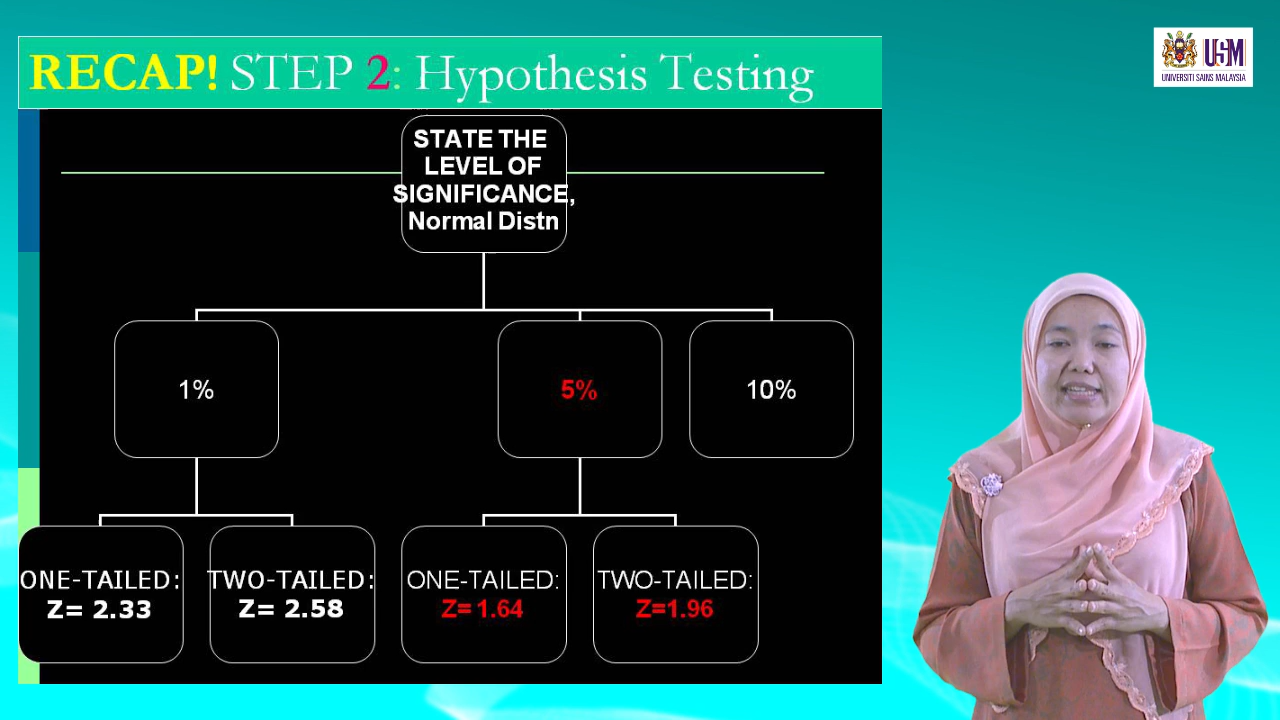 RECAP! STEP 2: Hypothesis Testing
USM
UNIVERSITI SAINS MALAYSIA
STATE THE
LEVEL OF
SIGNIFICANCE,
Normal Distn
1%
5%
10%
ONE-TAILED:
Z= 2.33
TWO-TAILED:
Z= 2.58
ONE-TAILED:
Z= 1.64
TWO-TAILED:
Z=1.96